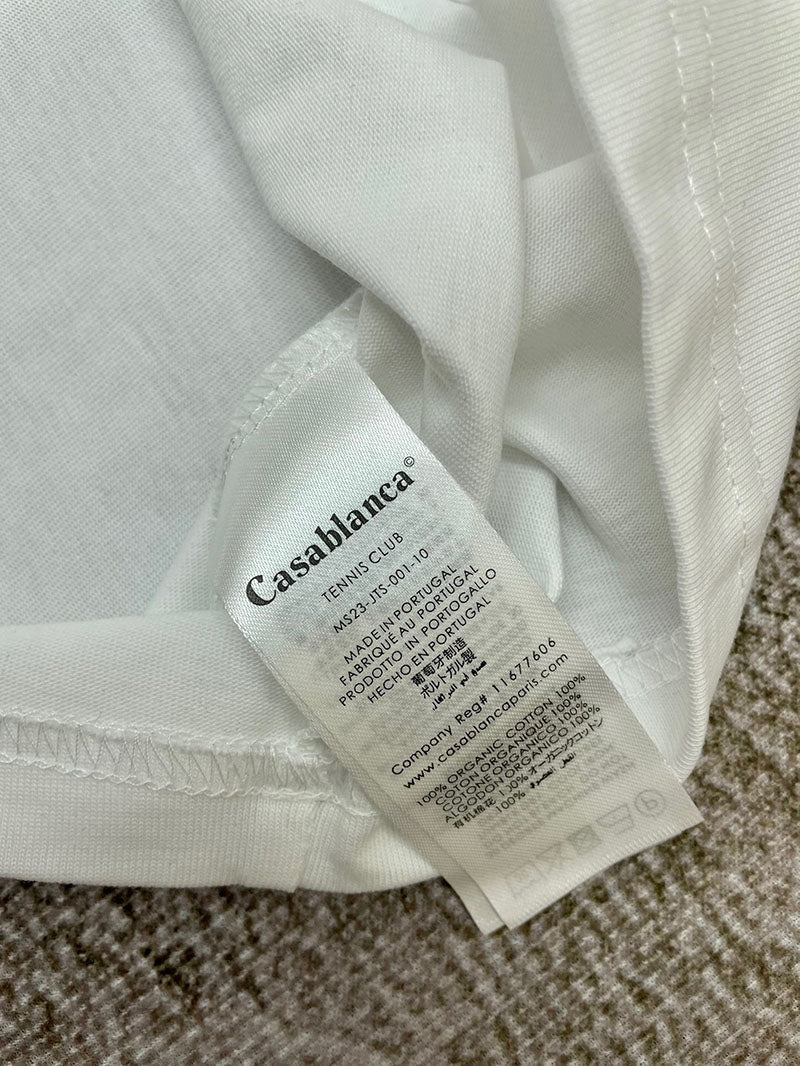 Casablanca©
TENNIS CLUB
MS23-JTS-001-10
MADE IN PORTUGAL
FABRIQUÉ AU PORTUGAL
PRODOTTO IN PORTOGALLO
HECHO EN PORTUGAL
葡萄牙制造
ポルトガル製
Company Reg# 11677606
www.casablancaparis.com
100% ORGANIC COTTON 100%
COTON ORGANIQUE 100%
COTONE ORGANICO 100%
ALGODON ORGANICO 100%
有机棉花 100% オーガニックコットン
100%